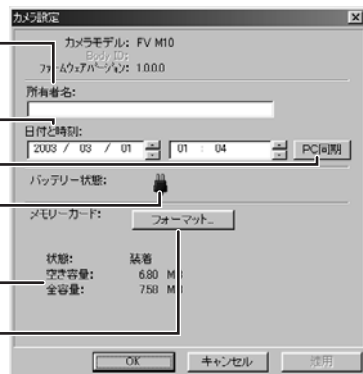 カメラ設定
カメラモデル: FV M10
Body ID:
ファームウェアバージョン: 1.0.0.0
所有者名:
日付と時刻:
2003 / 03 / 01 01 : 04 PC同期
バッテリー状態:
メモリーカード: フォーマット...
状態: 装着
空き容量: 6.80 MB
全容量: 7.58 MB
OK キャンセル 適用